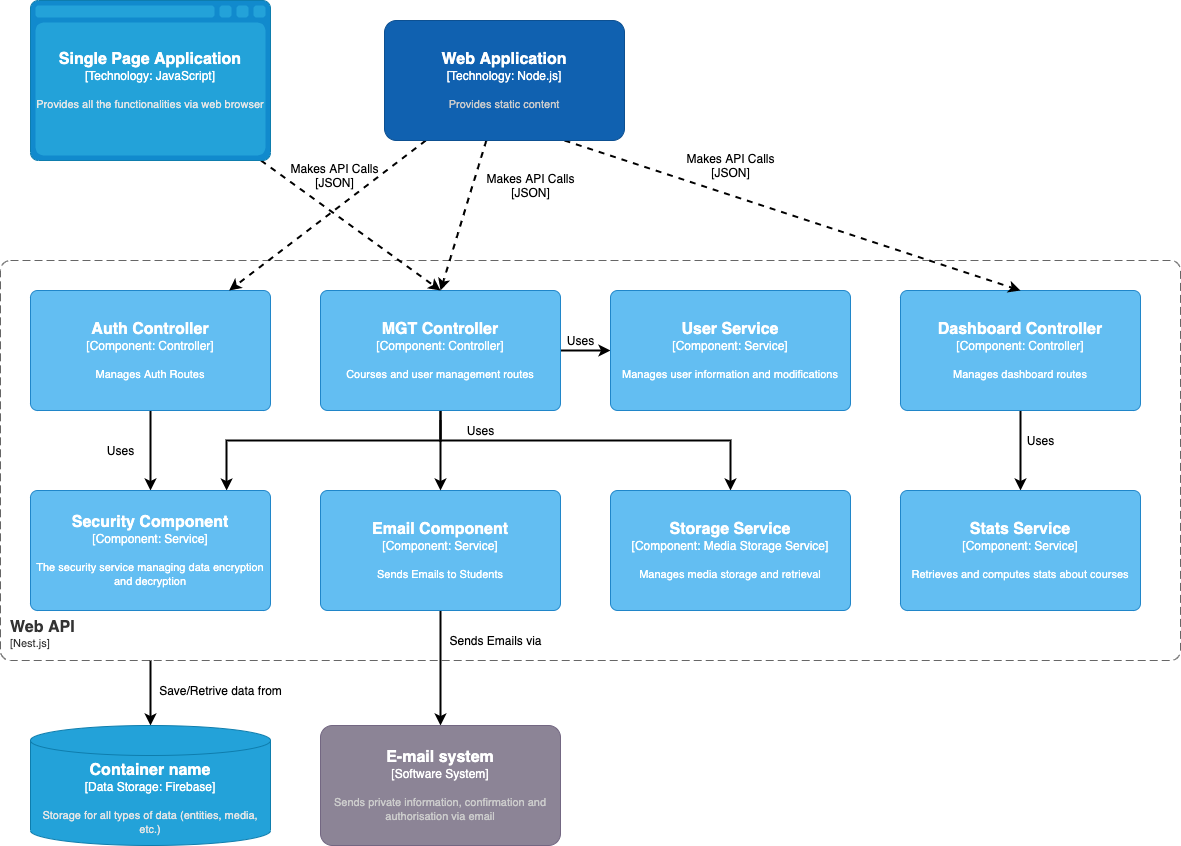 Single Page Application
[Technology: JavaScript]
Provides all the functionalities via web browser
Web Application
[Technology: Node.js]
Provides static content
Makes API Calls
[JSON]
Makes API Calls
[JSON]
Makes API Calls
[JSON]
Auth Controller
[Component: Controller]
Manages Auth Routes
MGT Controller
[Component: Controller]
Courses and user management routes
Uses
User Service
[Component: Service]
Manages user information and modifications
Dashboard Controller
[Component: Controller]
Manages dashboard routes
Uses
Uses
Uses
Security Component
[Component: Service]
The security service managing data encryption
and decryption
Email Component
[Component: Service]
Sends Emails to Students
Storage Service
[Component: Media Storage Service]
Manages media storage and retrieval
Stats Service
[Component: Service]
Retrieves and computes stats about courses
Web API
[Nest.js]
Sends Emails via
Save/Retrive data from
Container name
[Data Storage: Firebase]
Storage for all types of data (entities, media,
etc.)
E-mail system
[Software System]
Sends private information, confirmation and
authorisation via email